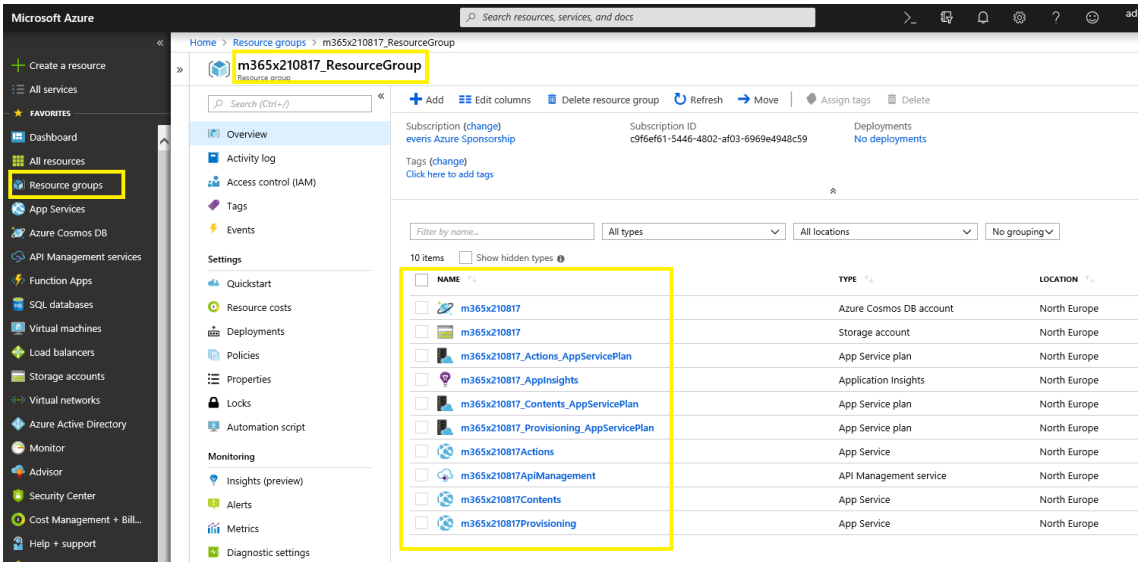 Microsoft Azure
Search resources, services, and docs
ad
Home > Resource groups > m365x210817_ResourceGroup
m365x210817_ResourceGroup
Resource group
Create a resource
All services
FAVORITES
Dashboard
All resources
Resource groups
App Services
Azure Cosmos DB
API Management services
Function Apps
SQL databases
Virtual machines
Load balancers
Storage accounts
Virtual networks
Azure Active Directory
Monitor
Advisor
Security Center
Cost Management + Bill...
Help + support
Search (Ctrl+/)
Overview
Activity log
Access control (IAM)
Tags
Events
Settings
Quickstart
Resource costs
Deployments
Policies
Properties
Locks
Automation script
Monitoring
Insights (preview)
Alerts
Metrics
Diagnostic settings
Add Edit columns Delete resource group Refresh Move Assign tags Delete
Subscription (change) Subscription ID Deployments
everis Azure Sponsorship c9f6ef61-5446-4802-af03-6969e4948c59 No deployments
Tags (change)
Click here to add tags
Filter by name... All types All locations No grouping
10 items Show hidden types
NAME TYPE LOCATION
m365x210817 Azure Cosmos DB account North Europe
m365x210817 Storage account North Europe
m365x210817_Actions_AppServicePlan App Service plan North Europe
m365x210817_AppInsights Application Insights North Europe
m365x210817_Contents_AppServicePlan App Service plan North Europe
m365x210817_Provisioning_AppServicePlan App Service plan North Europe
m365x210817Actions App Service North Europe
m365x210817ApiManagement API Management service North Europe
m365x210817Contents App Service North Europe
m365x210817Provisioning App Service North Europe